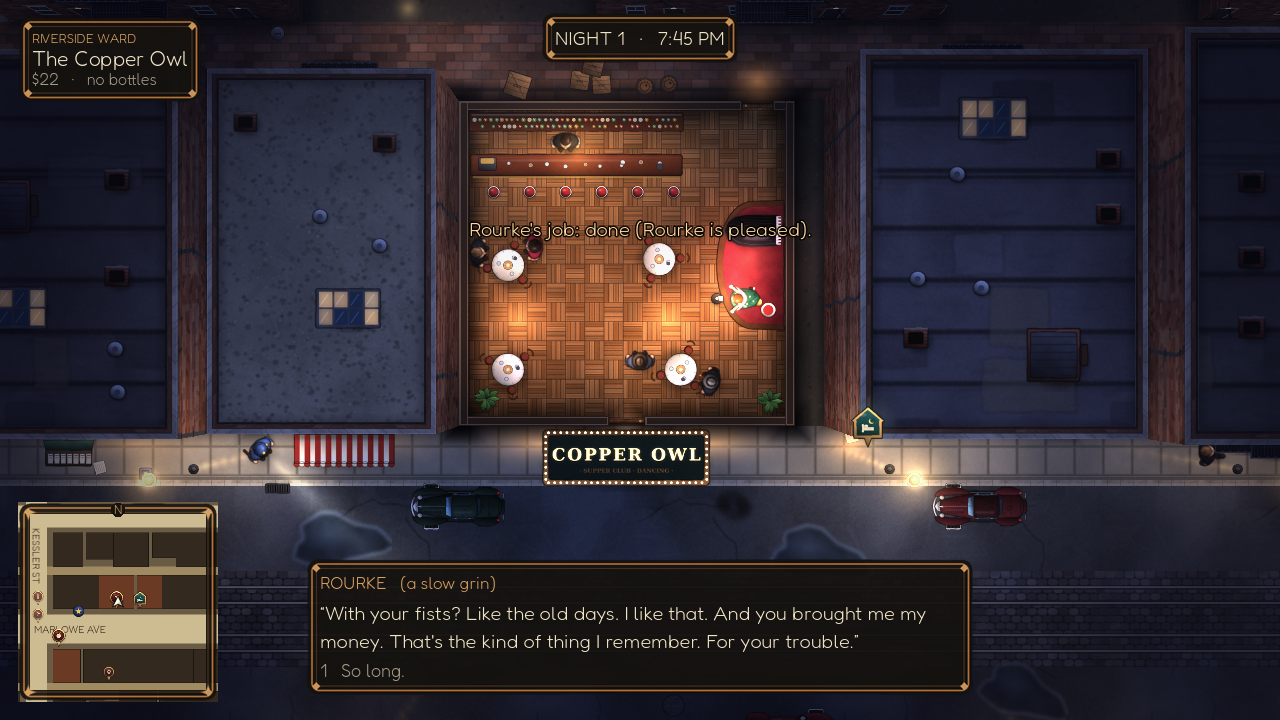 RIVERSIDE WARD
The Copper Owl
$22 · no bottles
NIGHT 1 · 7:45 PM
Rourke's job: done (Rourke is pleased).
COPPER OWL
· SUPPER CLUB · DANCING ·
N
KESSLER ST
MARLOWE AVE
ROURKE (a slow grin)
“With your fists? Like the old days. I like that. And you brought me my
money. That's the kind of thing I remember. For your trouble.”
1 So long.